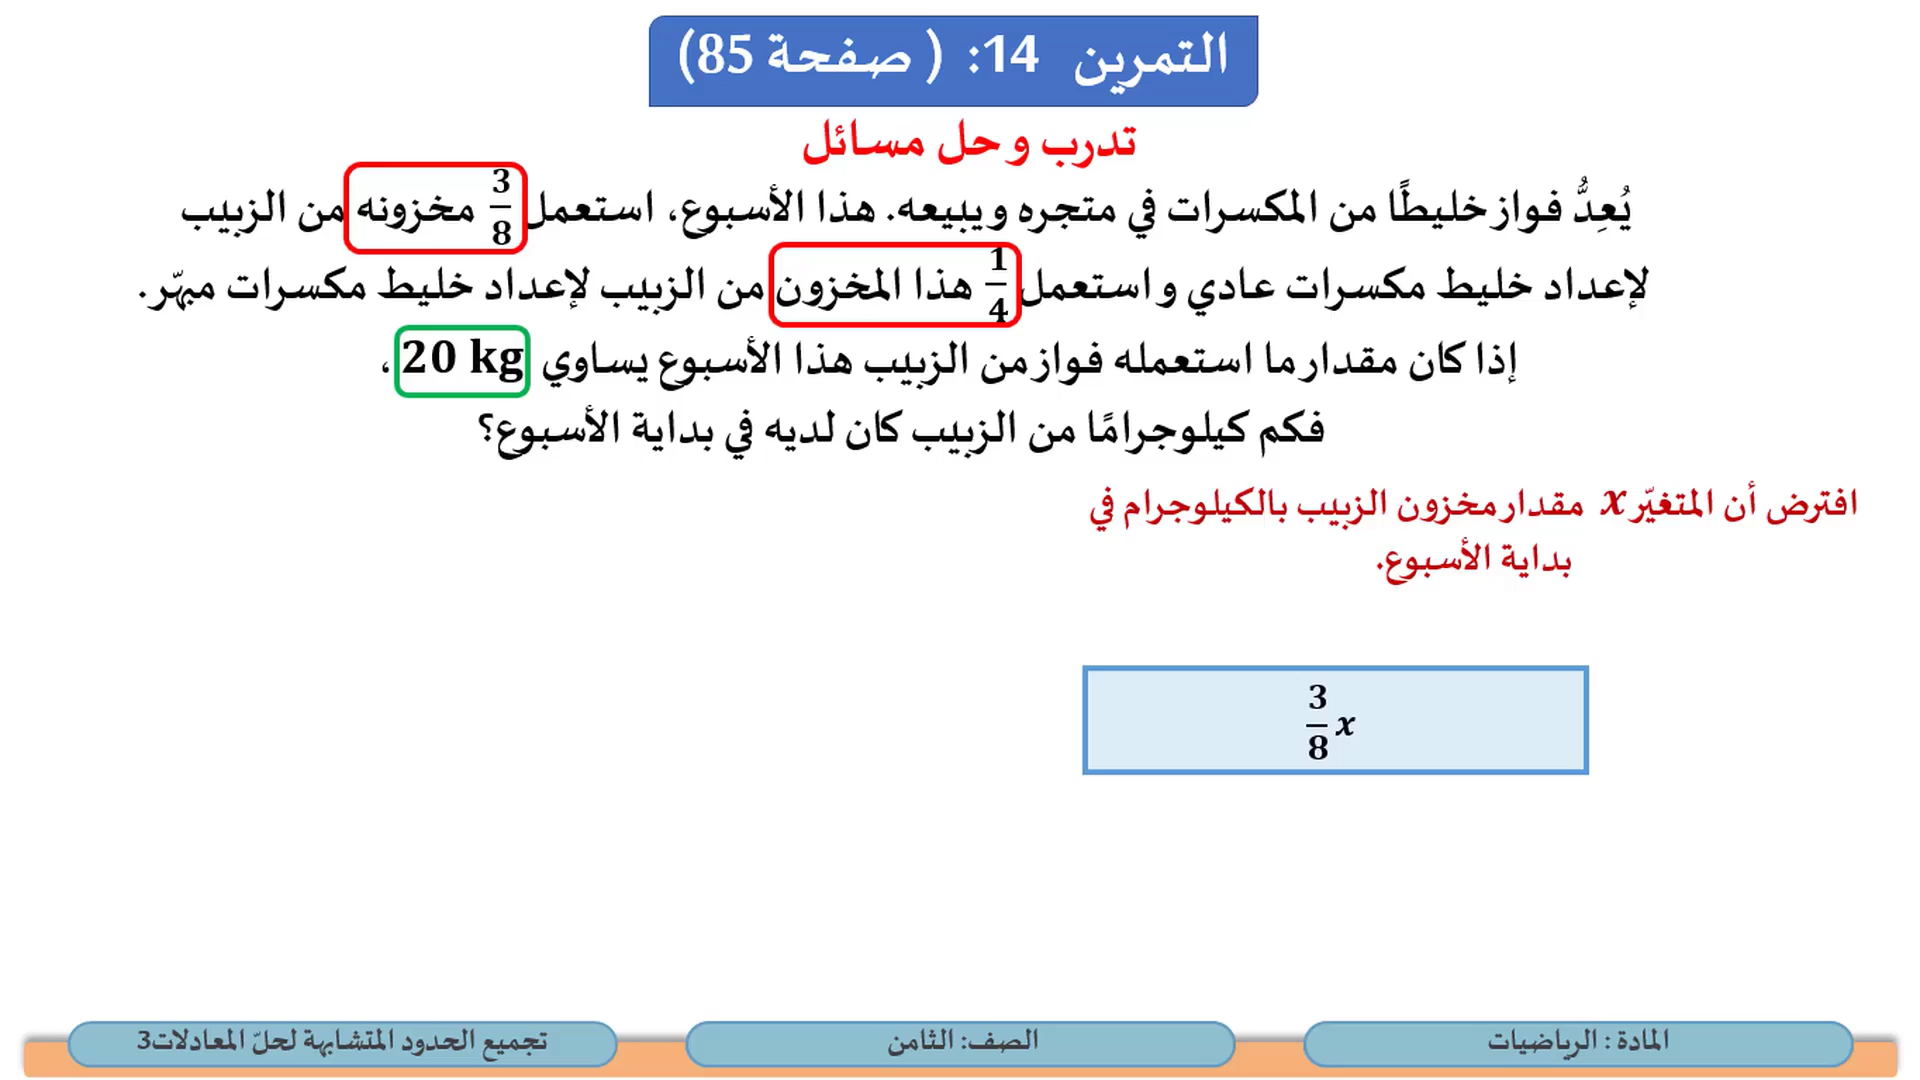 التمرين 14: ( صفحة 85)
تدرب و حل مسائل
يُعِدُّ فواز خليطًا من المكسرات في متجره ويبيعه. هذا الأسبوع، استعمل 3/8 مخزونه من الزبيب
لإعداد خليط مكسرات عادي واستعمل 1/4 هذا المخزون من الزبيب لإعداد خليط مكسرات مبهّر.
إذا كان مقدار ما استعمله فواز من الزبيب هذا الأسبوع يساوي 20 kg ،
فكم كيلوجرامًا من الزبيب كان لديه في بداية الأسبوع؟
افترض أن المتغيّر x مقدار مخزون الزبيب بالكيلوجرام في
بداية الأسبوع.
3/8 x
المادة : الرياضيات
الصف: الثامن
تجميع الحدود المتشابهة لحلّ المعادلات3